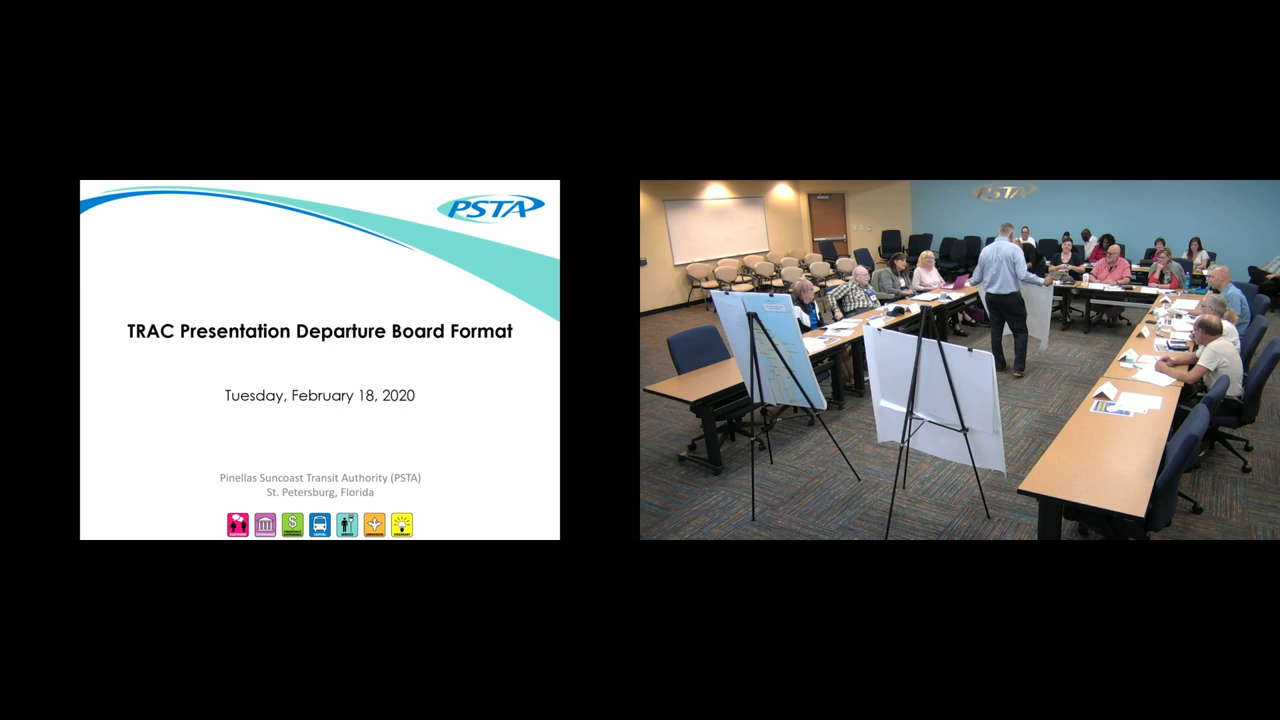 PSTA
TRAC Presentation Departure Board Format
Tuesday, February 18, 2020
Pinellas Suncoast Transit Authority (PSTA)
St. Petersburg, Florida
PSTA